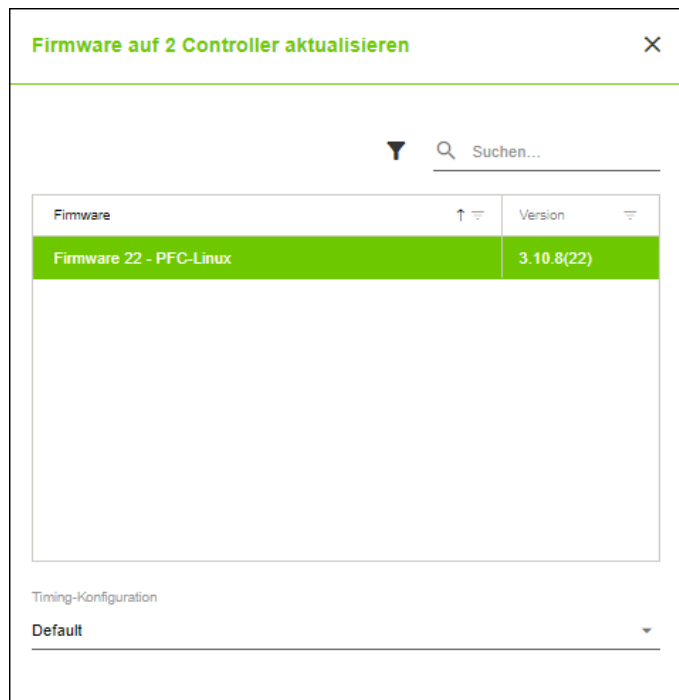 Firmware auf 2 Controller aktualisieren
Suchen...
Firmware Version
Firmware 22 - PFC-Linux 3.10.8(22)
Timing-Konfiguration
Default